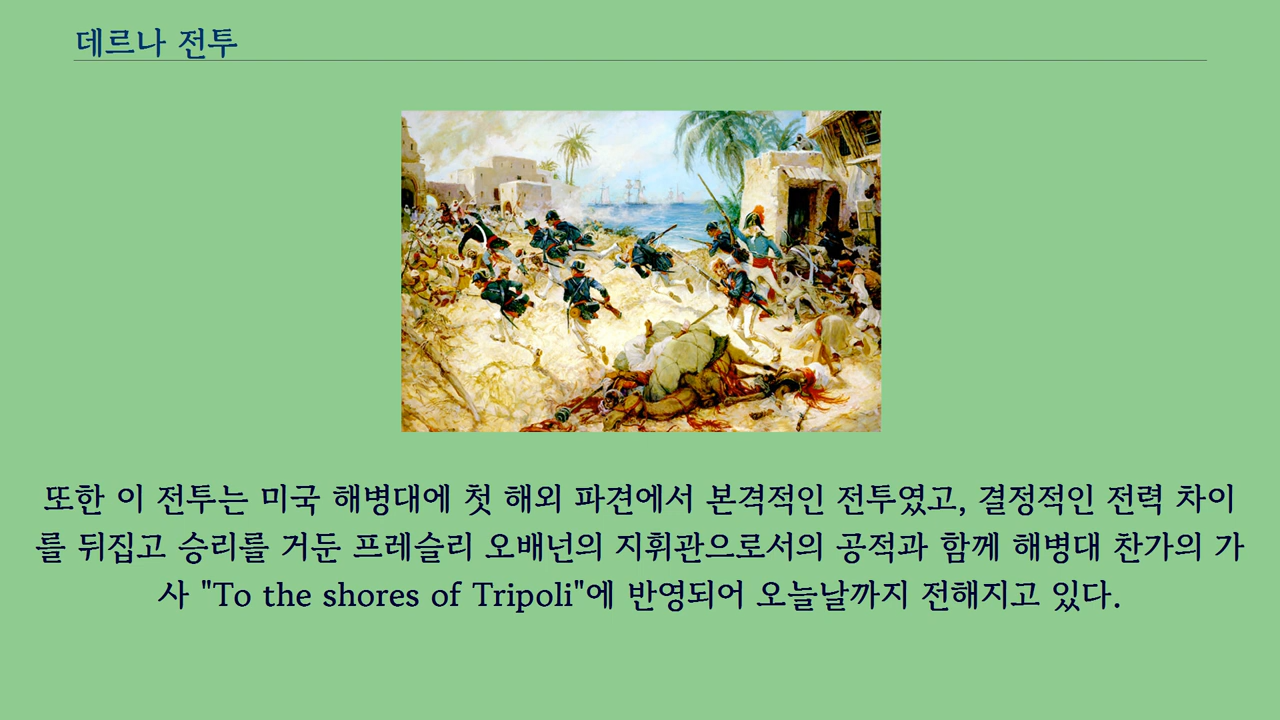 데르나 전투
또한 이 전투는 미국 해병대에 첫 해외 파견에서 본격적인 전투였고, 결정적인 전력 차이
를 뒤집고 승리를 거둔 프레슬리 오배넌의 지휘관으로서의 공적과 함께 해병대 찬가의 가
사 "To the shores of Tripoli"에 반영되어 오늘날까지 전해지고 있다.